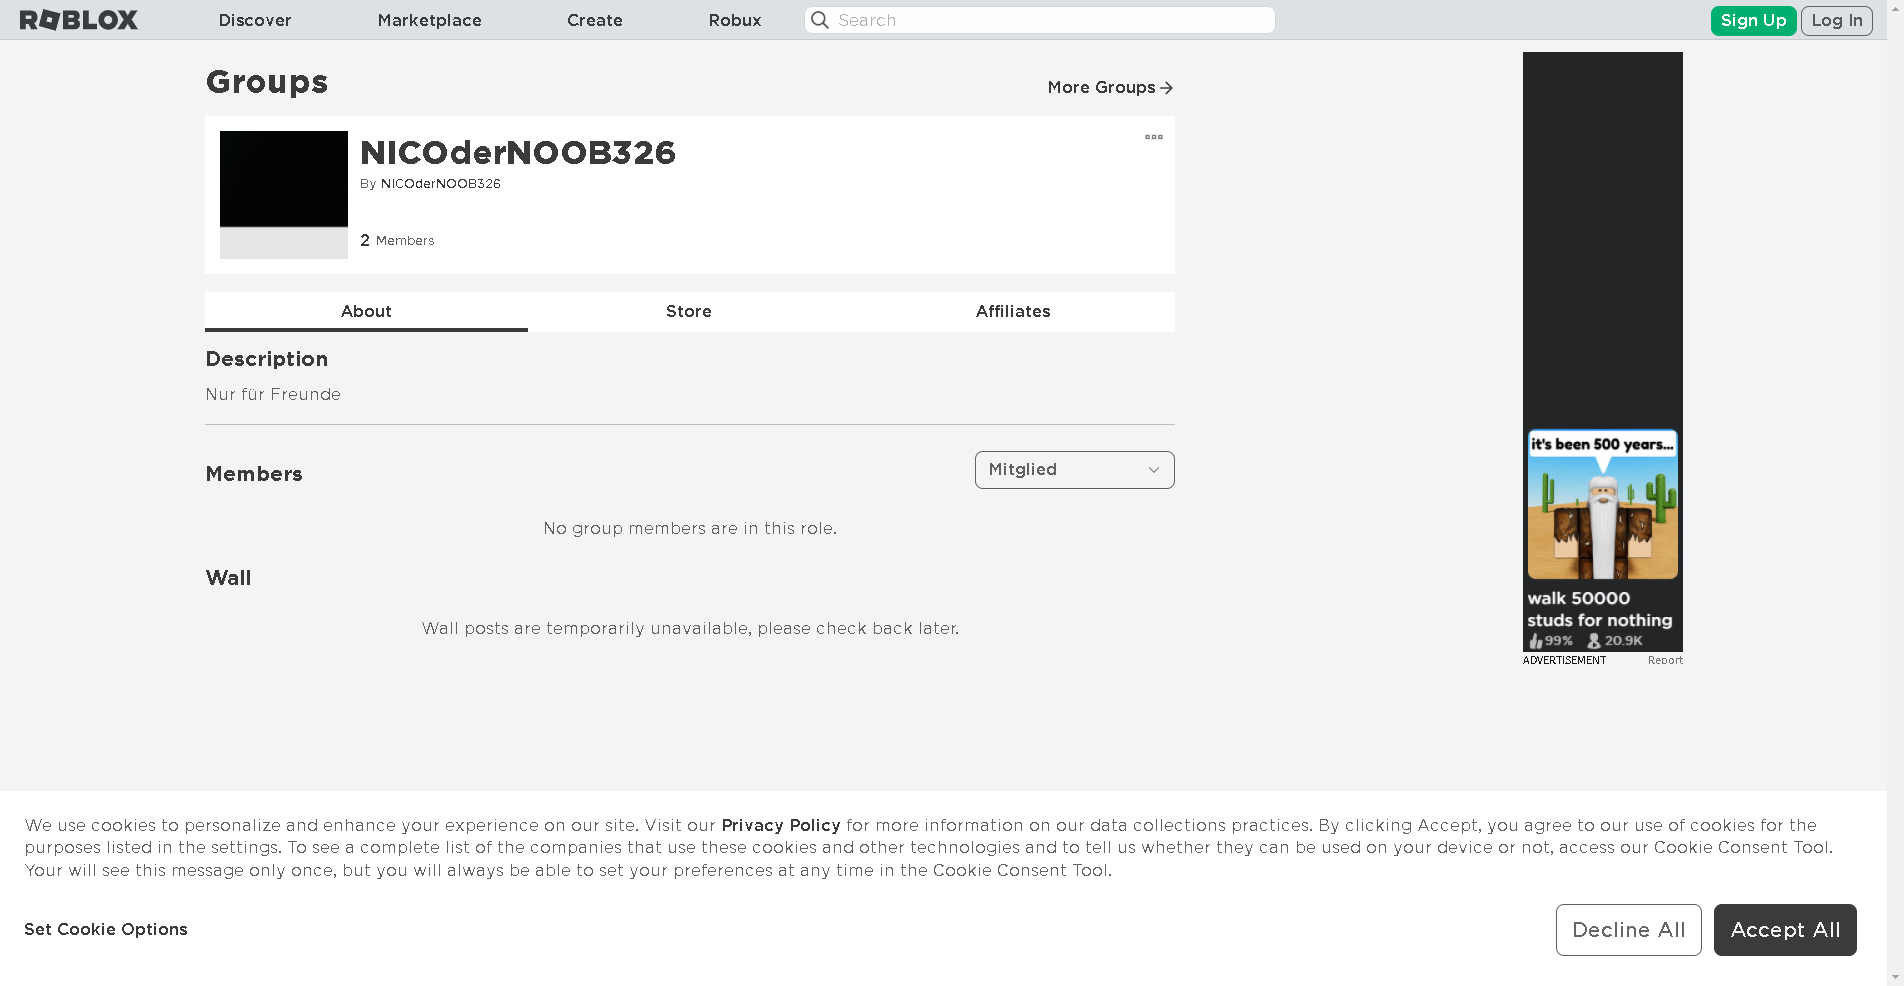 ROBLOX Discover Marketplace Create Robux Search Sign Up Log In
Groups
More Groups
NICOderNOOB326
By NICOderNOOB326
2 Members
About Store Affiliates
Description
Nur für Freunde
Members
Mitglied
No group members are in this role.
Wall
Wall posts are temporarily unavailable, please check back later.
it's been 500 years...
walk 50000
studs for nothing
99% 20.9K
ADVERTISEMENT Report
We use cookies to personalize and enhance your experience on our site. Visit our Privacy Policy for more information on our data collections practices. By clicking Accept, you agree to our use of cookies for the
purposes listed in the settings. To see a complete list of the companies that use these cookies and other technologies and to tell us whether they can be used on your device or not, access our Cookie Consent Tool.
Your will see this message only once, but you will always be able to set your preferences at any time in the Cookie Consent Tool.
Set Cookie Options
Decline All Accept All